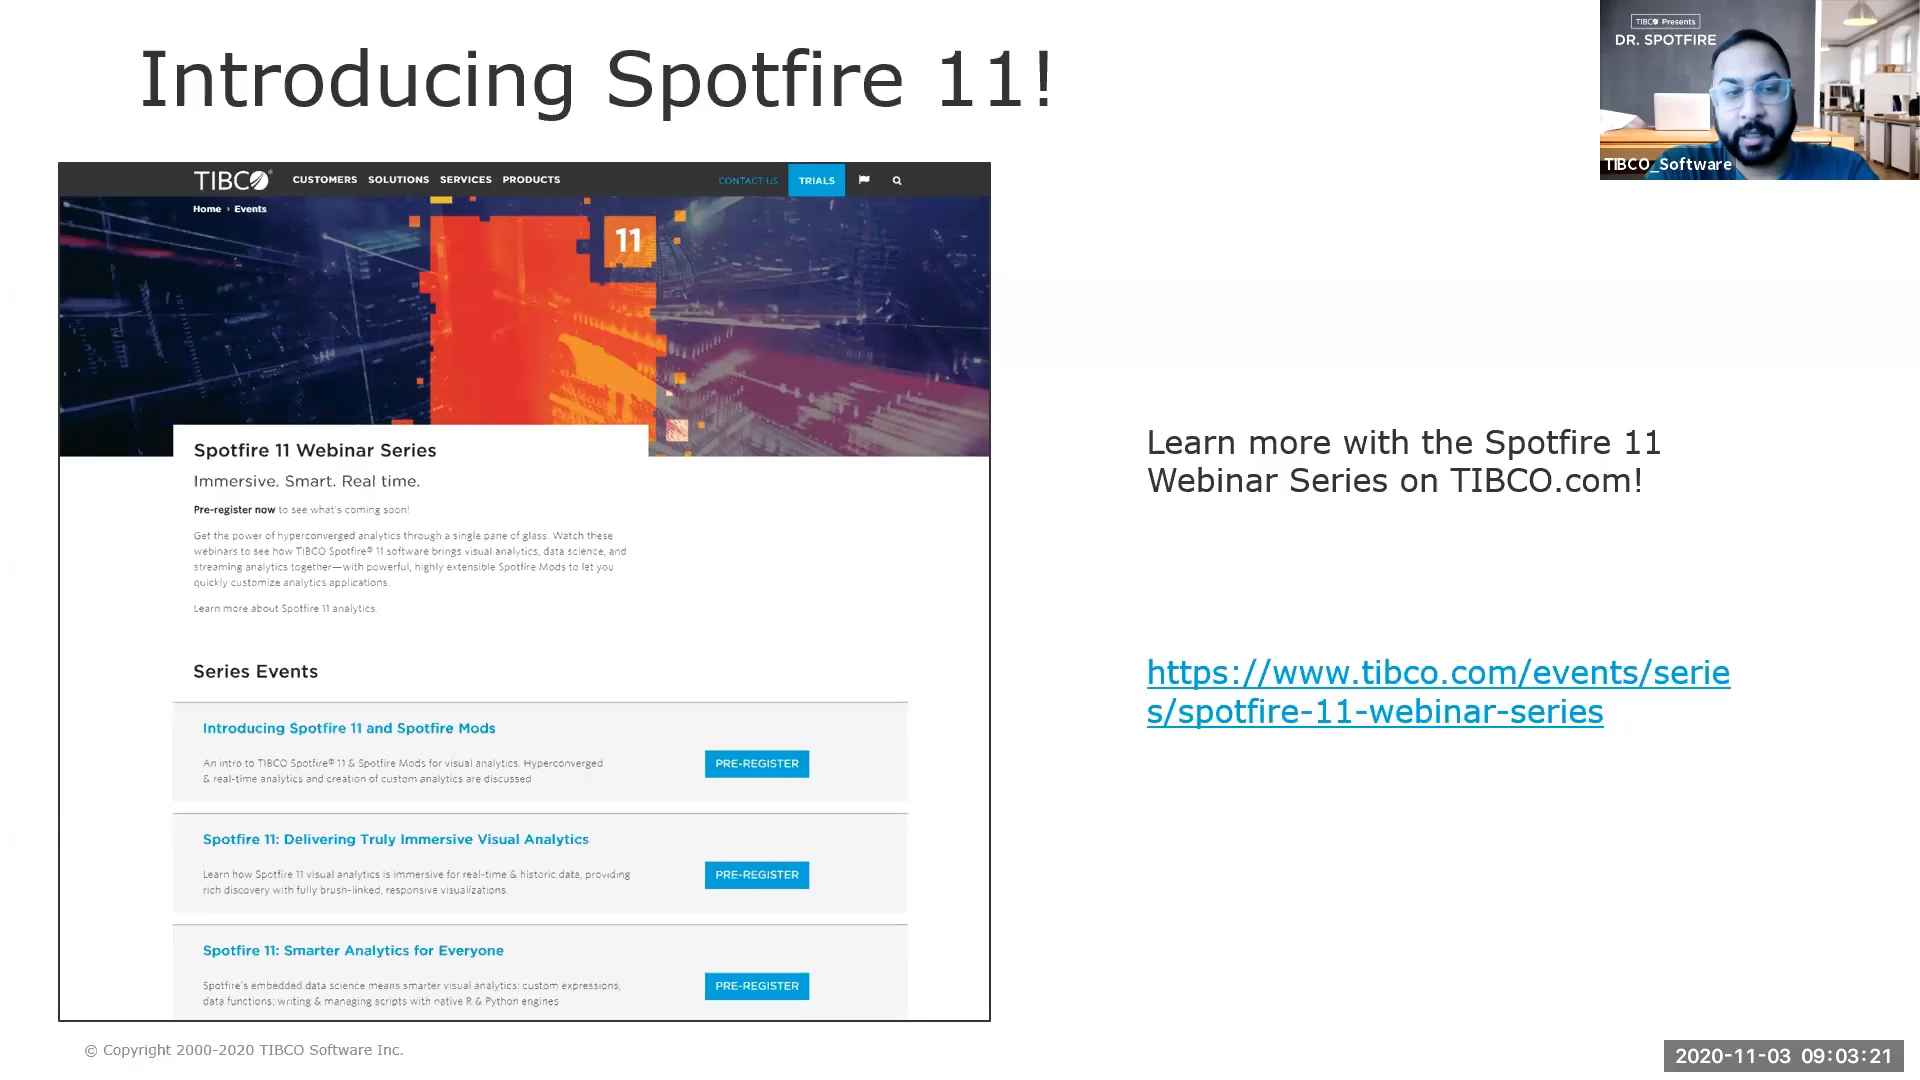 Introducing Spotfire 11!
TIBCO Presents
DR. SPOTFIRE
TIBCO_Software
TIBCO®
CUSTOMERS SOLUTIONS SERVICES PRODUCTS
CONTACT US
TRIALS
Home › Events
11
Spotfire 11 Webinar Series
Immersive. Smart. Real time.
Pre-register now to see what's coming soon!
Get the power of hyperconverged analytics through a single pane of glass. Watch these
webinars to see how TIBCO Spotfire® 11 software brings visual analytics, data science, and
streaming analytics together—with powerful, highly extensible Spotfire Mods to let you
quickly customize analytics applications.
Learn more about Spotfire 11 analytics.
Series Events
Introducing Spotfire 11 and Spotfire Mods
An intro to TIBCO Spotfire® 11 & Spotfire Mods for visual analytics. Hyperconverged
& real-time analytics and creation of custom analytics are discussed
PRE-REGISTER
Spotfire 11: Delivering Truly Immersive Visual Analytics
Learn how Spotfire 11 visual analytics is immersive for real-time & historic data, providing
rich discovery with fully brush-linked, responsive visualizations.
PRE-REGISTER
Spotfire 11: Smarter Analytics for Everyone
Spotfire's embedded data science means smarter visual analytics: custom expressions,
data functions; writing & managing scripts with native R & Python engines
PRE-REGISTER
Learn more with the Spotfire 11
Webinar Series on TIBCO.com!
https://www.tibco.com/events/serie
s/spotfire-11-webinar-series
© Copyright 2000-2020 TIBCO Software Inc.
2020-11-03 09:03:21